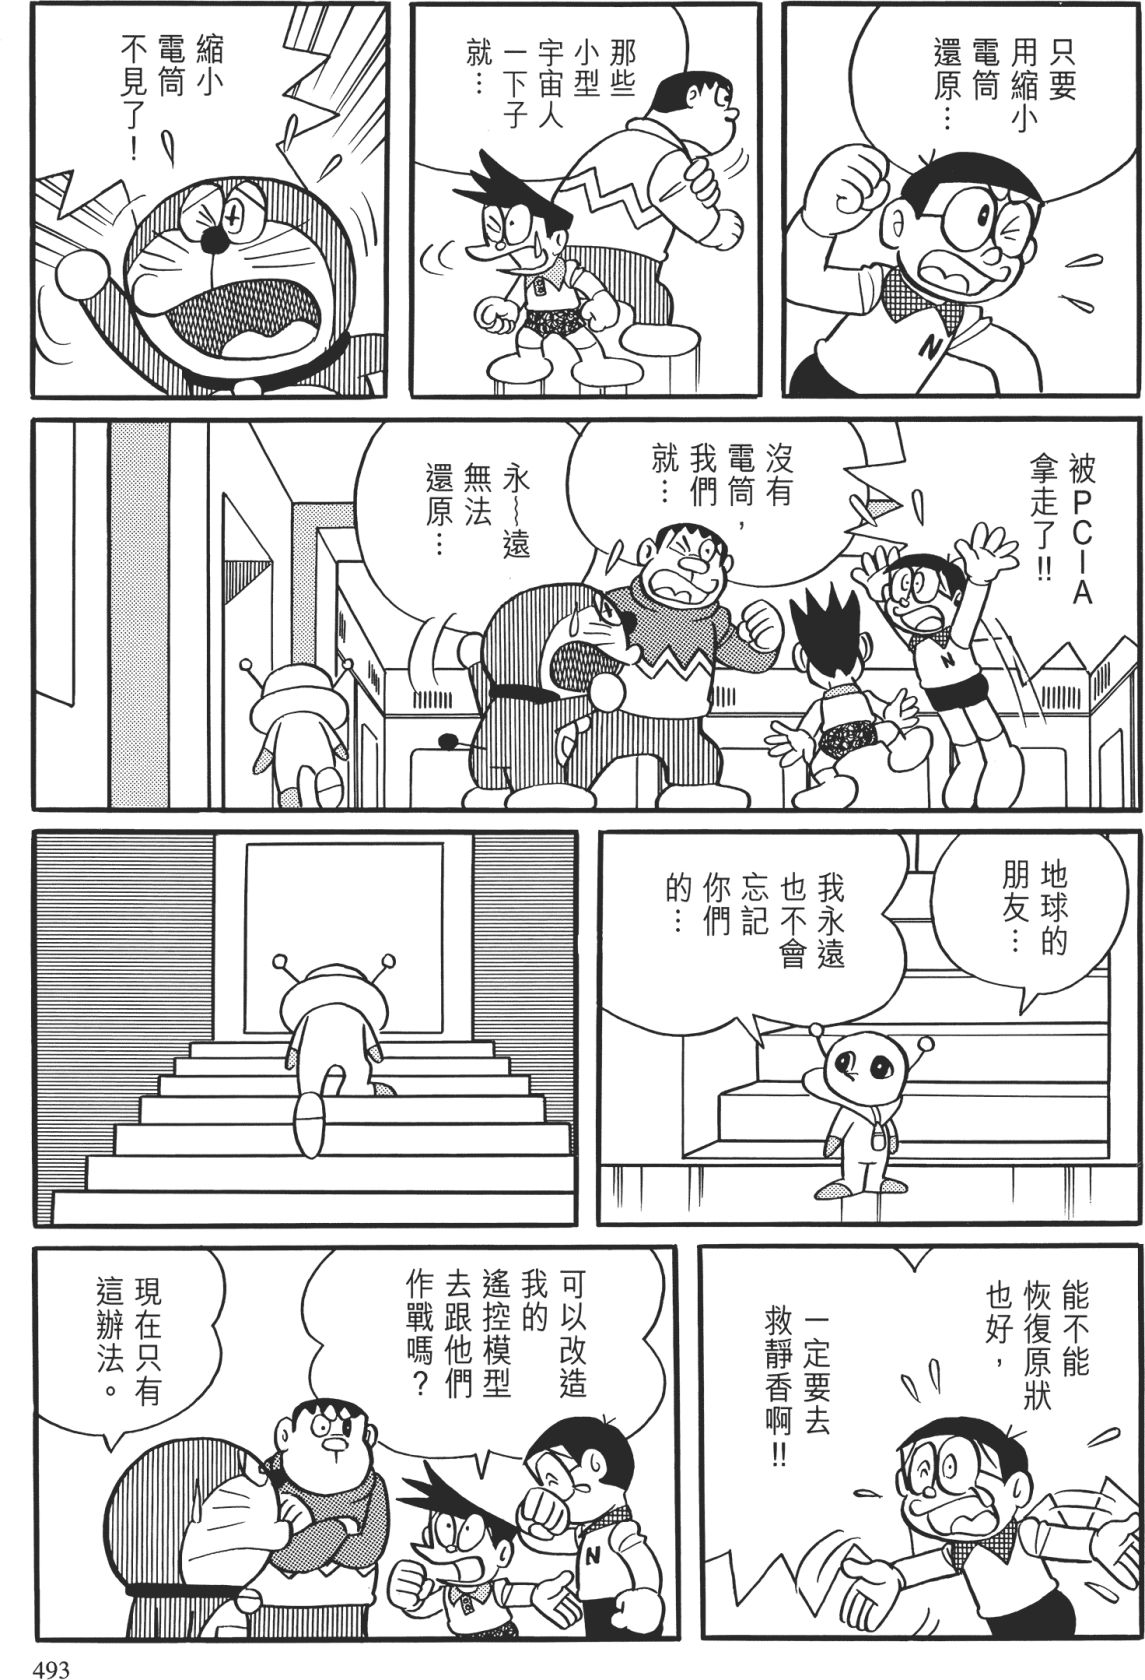 只要
用縮小
電筒
還原…
那些
小型
宇宙人
一下子
就…
縮小
電筒
不見了！
被PCIA
拿走了!!
沒有
電筒，
我們
就…
永~遠
無法
還原…
地球的
朋友…
我永遠
也不會
忘記
你們
的…
能不能
恢復原狀
也好，
一定要去
救靜香啊!!
可以改造
我的
遙控模型
去跟他們
作戰嗎？
現在只有
這辦法。
N
N
N
493